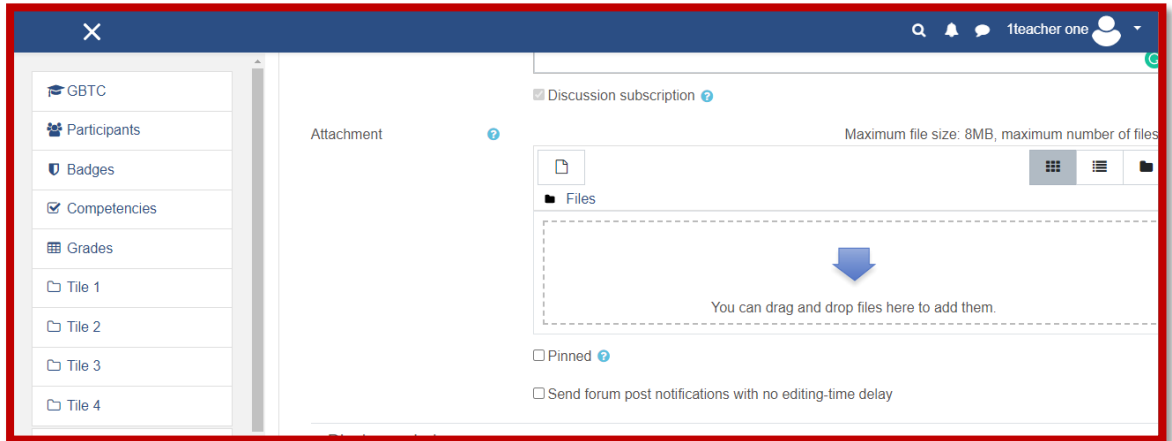 1teacher one
GBTC
Participants
Badges
Competencies
Grades
Tile 1
Tile 2
Tile 3
Tile 4
Discussion subscription
Attachment
Maximum file size: 8MB, maximum number of files
Files
You can drag and drop files here to add them.
Pinned
Send forum post notifications with no editing-time delay